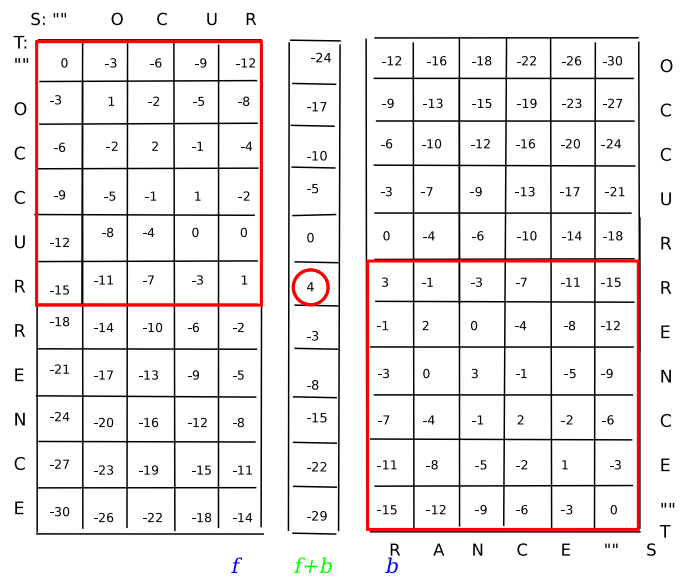 S: "" O C U R
T:
"" 0 -3 -6 -9 -12 -24 -12 -16 -18 -22 -26 -30 O
O -3 1 -2 -5 -8 -17 -9 -13 -15 -19 -23 -27 C
C -6 -2 2 -1 -4 -10 -6 -10 -12 -16 -20 -24 C
C -9 -5 -1 1 -2 -5 -3 -7 -9 -13 -17 -21 U
U -12 -8 -4 0 0 0 0 -4 -6 -10 -14 -18 R
R -15 -11 -7 -3 1 4 3 -1 -3 -7 -11 -15 R
R -18 -14 -10 -6 -2 -3 -1 2 0 -4 -8 -12 E
E -21 -17 -13 -9 -5 -8 -3 0 3 -1 -5 -9 N
N -24 -20 -16 -12 -8 -15 -7 -4 -1 2 -2 -6 C
C -27 -23 -19 -15 -11 -22 -11 -8 -5 -2 1 -3 E
E -30 -26 -22 -18 -14 -29 -15 -12 -9 -6 -3 0 ""
T
R A N C E "" S
f f+b b